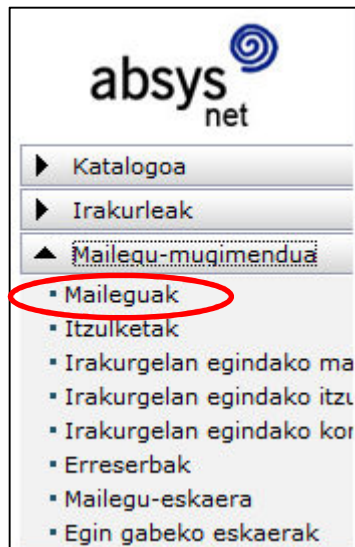 absys
net
Katalogoa
Irakurleak
Mailegu-mugimendua
Maileguak
Itzulketak
Irakurgelan egindako ma
Irakurgelan egindako itzu
Irakurgelan egindako kor
Erreserbak
Mailegu-eskaera
Egin gabeko eskaerak